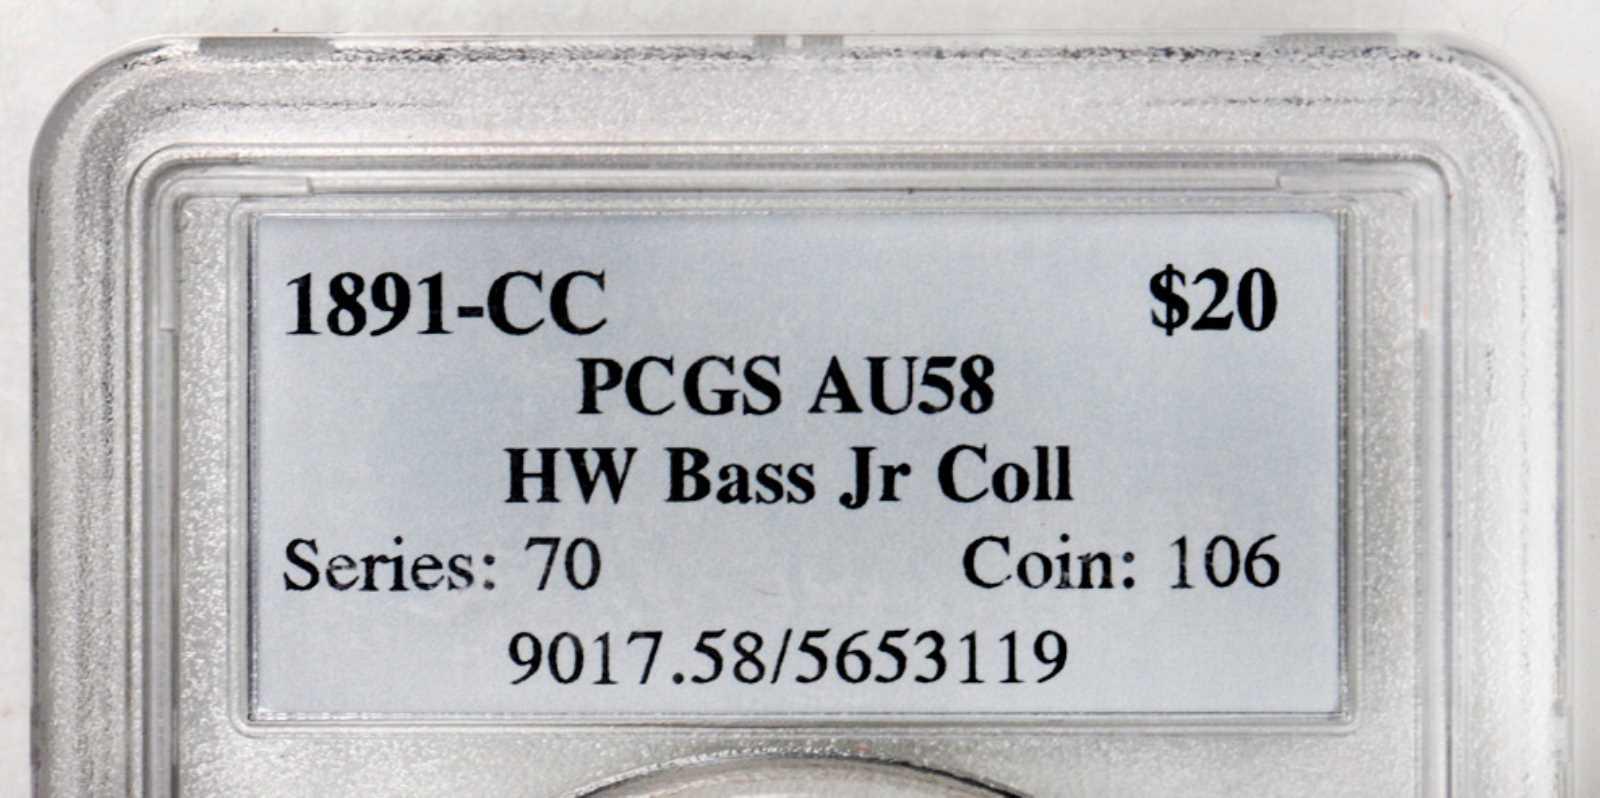 1891-CC $20
PCGS AU58
HW Bass Jr Coll
Series: 70 Coin: 106
9017.58/5653119